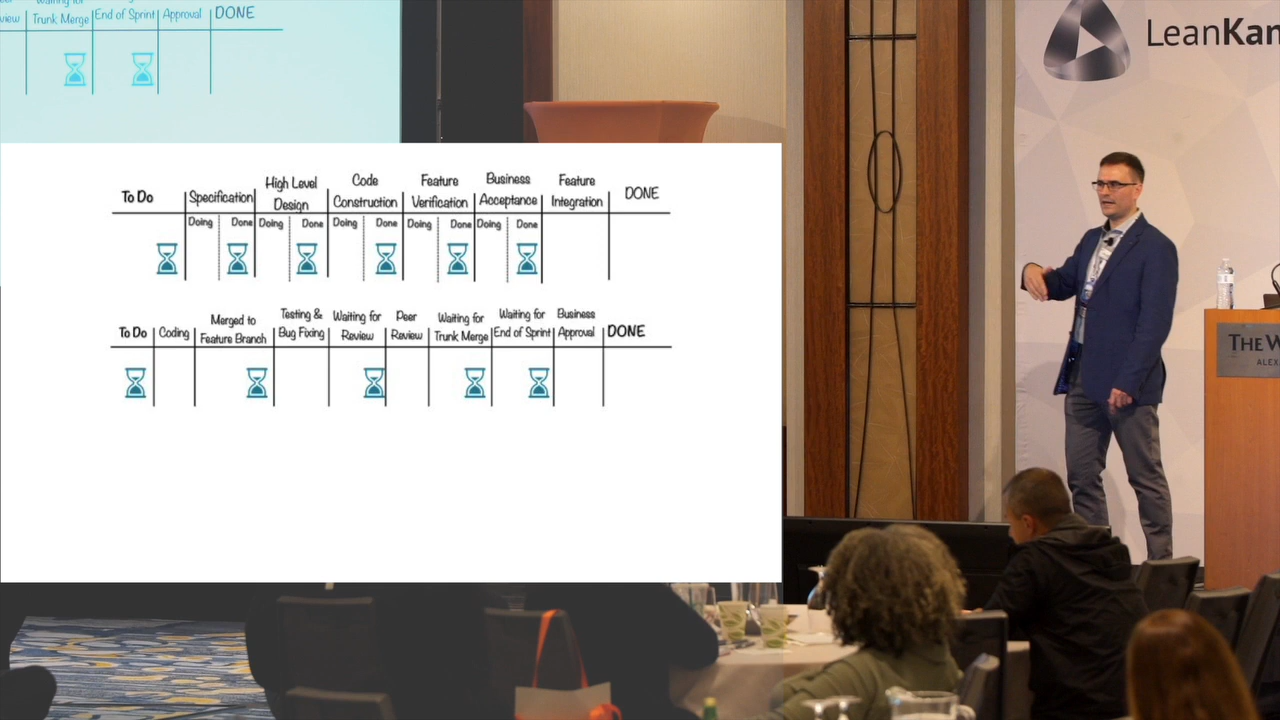 Waiting for
view Trunk Merge End of Sprint Approval DONE
LeanKan
To Do Specification High Level Design Code Construction Feature Verification Business Acceptance Feature Integration DONE
Doing Done Doing Done Doing Done Doing Done Doing Done
To Do Coding Merged to Feature Branch Testing & Bug Fixing Waiting for Review Peer Review Waiting for Trunk Merge Waiting for End of Sprint Business Approval DONE
THE W
ALEX